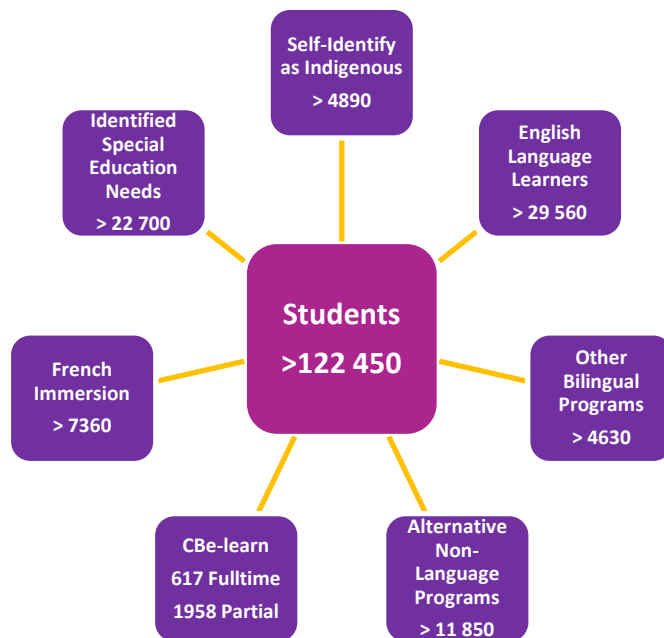 Self-Identify
as Indigenous
> 4890
Identified
Special
Education
Needs
> 22 700
English
Language
Learners
> 29 560
Students
>122 450
French
Immersion
> 7360
Other
Bilingual
Programs
> 4630
CBe-learn
617 Fulltime
1958 Partial
Alternative
Non-
Language
Programs
> 11 850